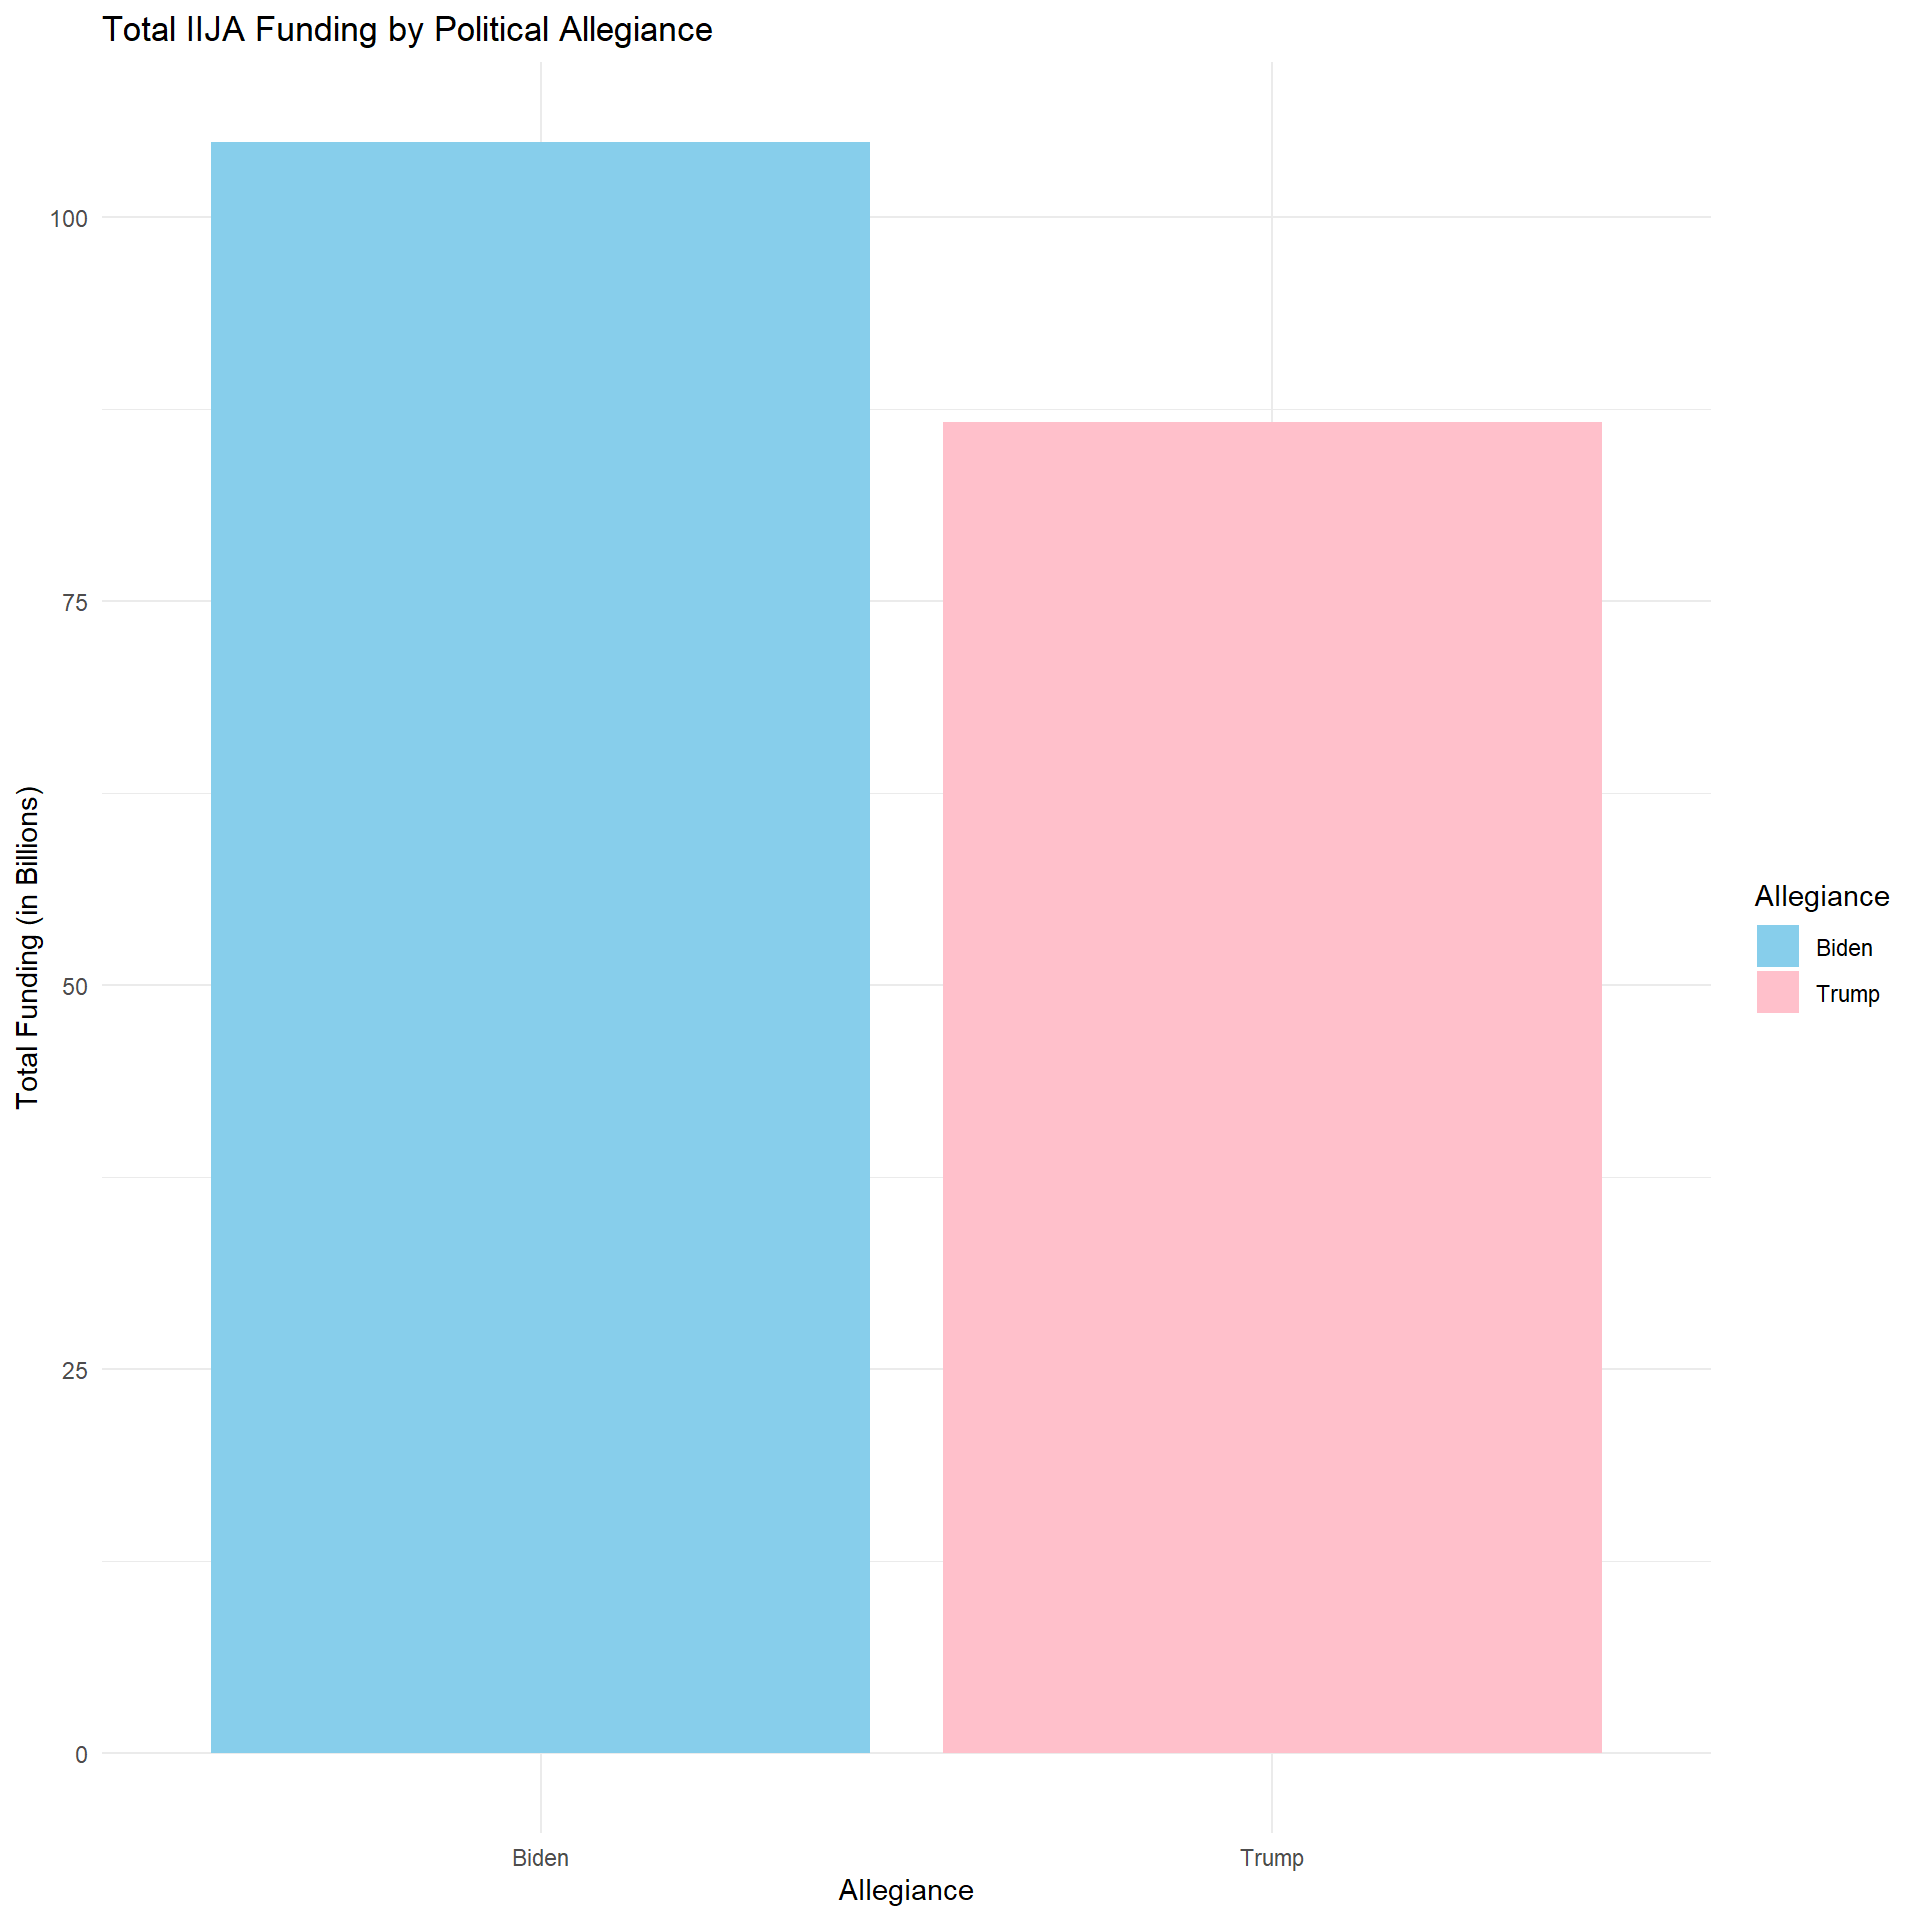 Total IIJA Funding by Political Allegiance
Total Funding (in Billions)
100
75
50
25
0
Biden
Trump
Allegiance
Allegiance
Biden
Trump